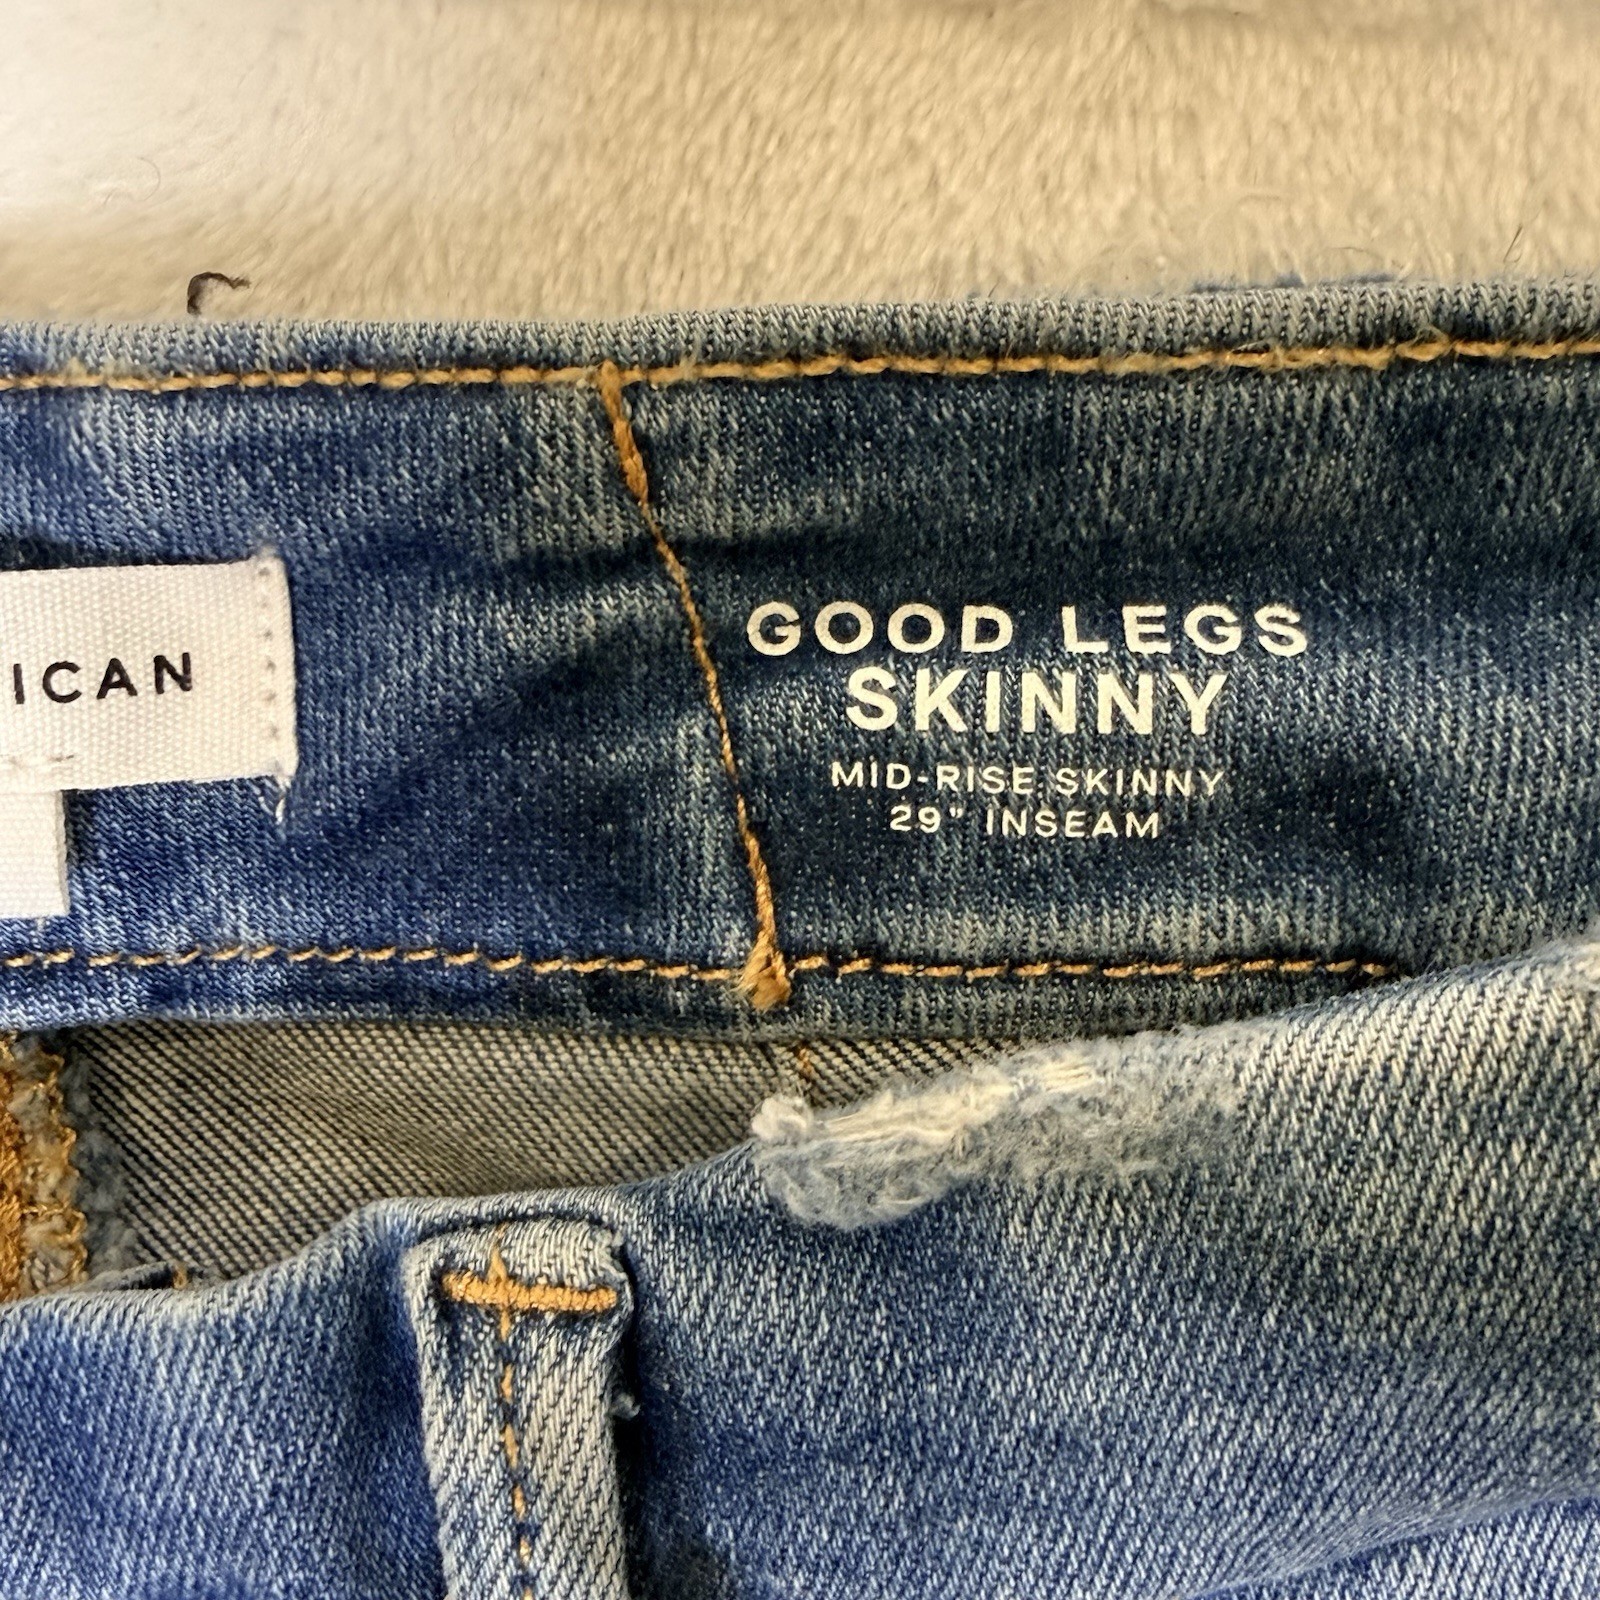 ICAN
GOOD LEGS
SKINNY
MID-RISE SKINNY
29" INSEAM